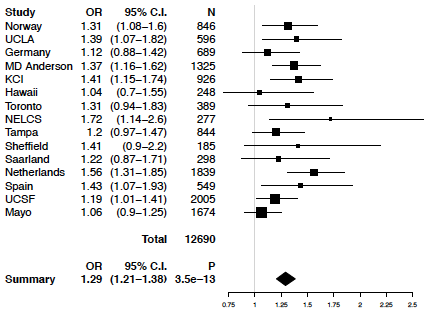 Study OR 95% C.I. N
Norway 1.31 (1.08−1.6) 846
UCLA 1.39 (1.07−1.82) 596
Germany 1.12 (0.88−1.42) 689
MD Anderson 1.37 (1.16−1.62) 1325
KCI 1.41 (1.15−1.74) 926
Hawaii 1.04 (0.7−1.55) 248
Toronto 1.31 (0.94−1.83) 389
NELCS 1.72 (1.14−2.6) 277
Tampa 1.2 (0.97−1.47) 844
Sheffield 1.41 (0.9−2.2) 185
Saarland 1.22 (0.87−1.71) 298
Netherlands 1.56 (1.31−1.85) 1839
Spain 1.43 (1.07−1.93) 549
UCSF 1.19 (1.01−1.41) 2005
Mayo 1.06 (0.9−1.25) 1674
Total 12690
OR 95% C.I. P
Summary 1.29 (1.21−1.38) 3.5e−13
0.75 1 1.25 1.5 1.75 2 2.25 2.5